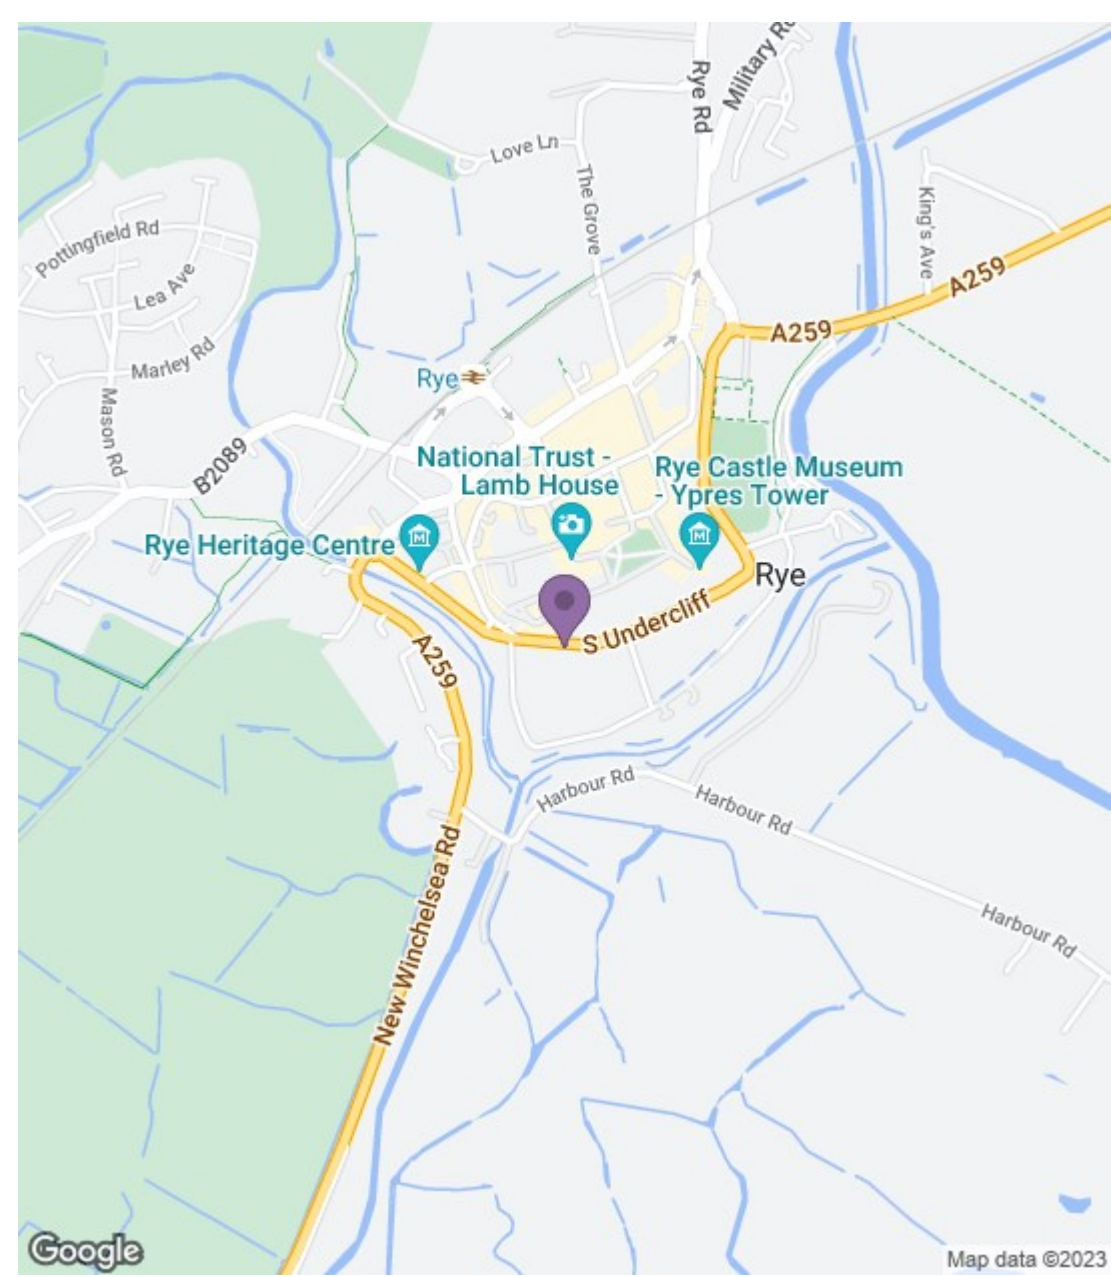 Military Rd
Rye Rd
Love Ln
The Grove
King's Ave
Pottingfield Rd
Lea Ave
A259
A259
Marley Rd
Rye
Mason Rd
B2089
National Trust -
Lamb House
Rye Castle Museum
- Ypres Tower
Rye Heritage Centre
Rye
S Undercliff
A259
Harbour Rd
Harbour Rd
New Winchelsea Rd
Harbour Rd
Google
Map data ©2023